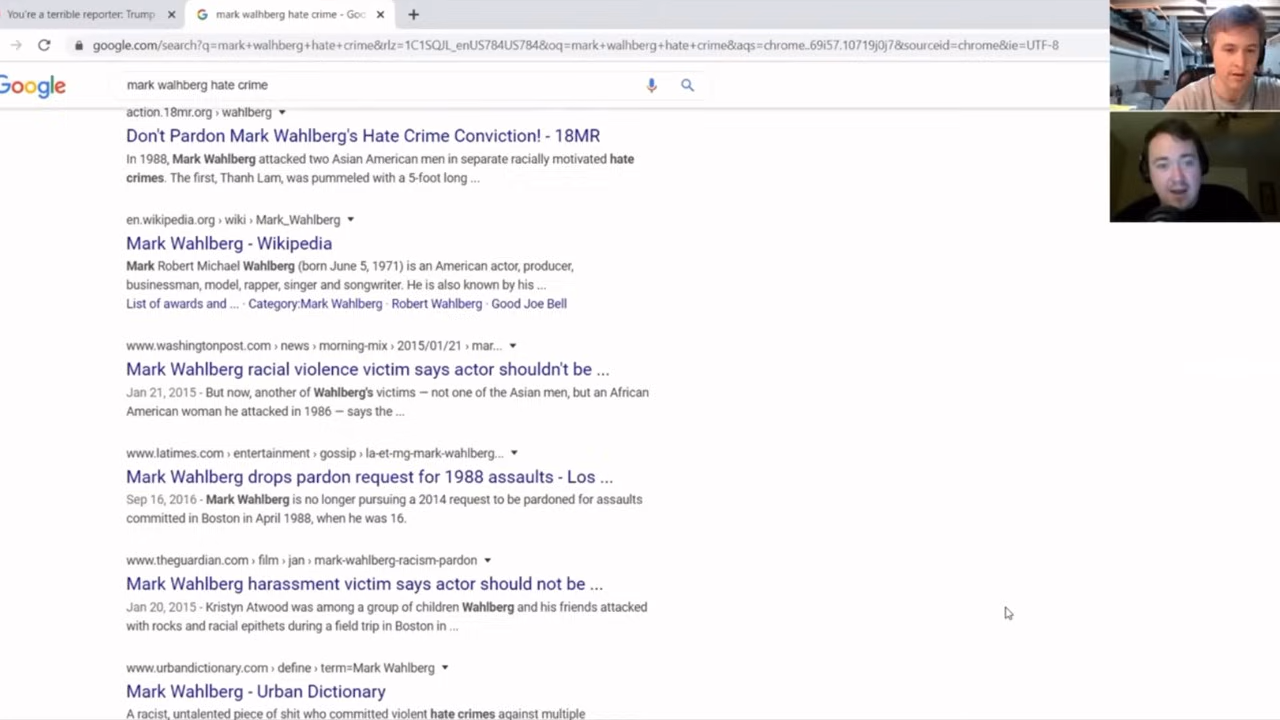 You're a terrible reporter: Trump
mark walhberg hate crime - Goo
google.com/search?q=mark+walhberg+hate+crime&rlz=1C1SQJL_enUS784US784&oq=mark+walhberg+hate+crime&aqs=chrome..69i57.10719j0j7&sourceid=chrome&ie=UTF-8
Google
mark walhberg hate crime
action.18mr.org › wahlberg
Don't Pardon Mark Wahlberg's Hate Crime Conviction! - 18MR
In 1988, Mark Wahlberg attacked two Asian American men in separate racially motivated hate
crimes. The first, Thanh Lam, was pummeled with a 5-foot long ...
en.wikipedia.org › wiki › Mark_Wahlberg
Mark Wahlberg - Wikipedia
Mark Robert Michael Wahlberg (born June 5, 1971) is an American actor, producer,
businessman, model, rapper, singer and songwriter. He is also known by his ...
List of awards and ... · Category:Mark Wahlberg · Robert Wahlberg · Good Joe Bell
www.washingtonpost.com › news › morning-mix › 2015/01/21 › mar...
Mark Wahlberg racial violence victim says actor shouldn't be ...
Jan 21, 2015 - But now, another of Wahlberg's victims — not one of the Asian men, but an African
American woman he attacked in 1986 — says the ...
www.latimes.com › entertainment › gossip › la-et-mg-mark-wahlberg...
Mark Wahlberg drops pardon request for 1988 assaults - Los ...
Sep 16, 2016 - Mark Wahlberg is no longer pursuing a 2014 request to be pardoned for assaults
committed in Boston in April 1988, when he was 16.
www.theguardian.com › film › jan › mark-wahlberg-racism-pardon
Mark Wahlberg harassment victim says actor should not be ...
Jan 20, 2015 - Kristyn Atwood was among a group of children Wahlberg and his friends attacked
with rocks and racial epithets during a field trip in Boston in ...
www.urbandictionary.com › define › term=Mark Wahlberg
Mark Wahlberg - Urban Dictionary
A racist, untalented piece of shit who committed violent hate crimes against multiple